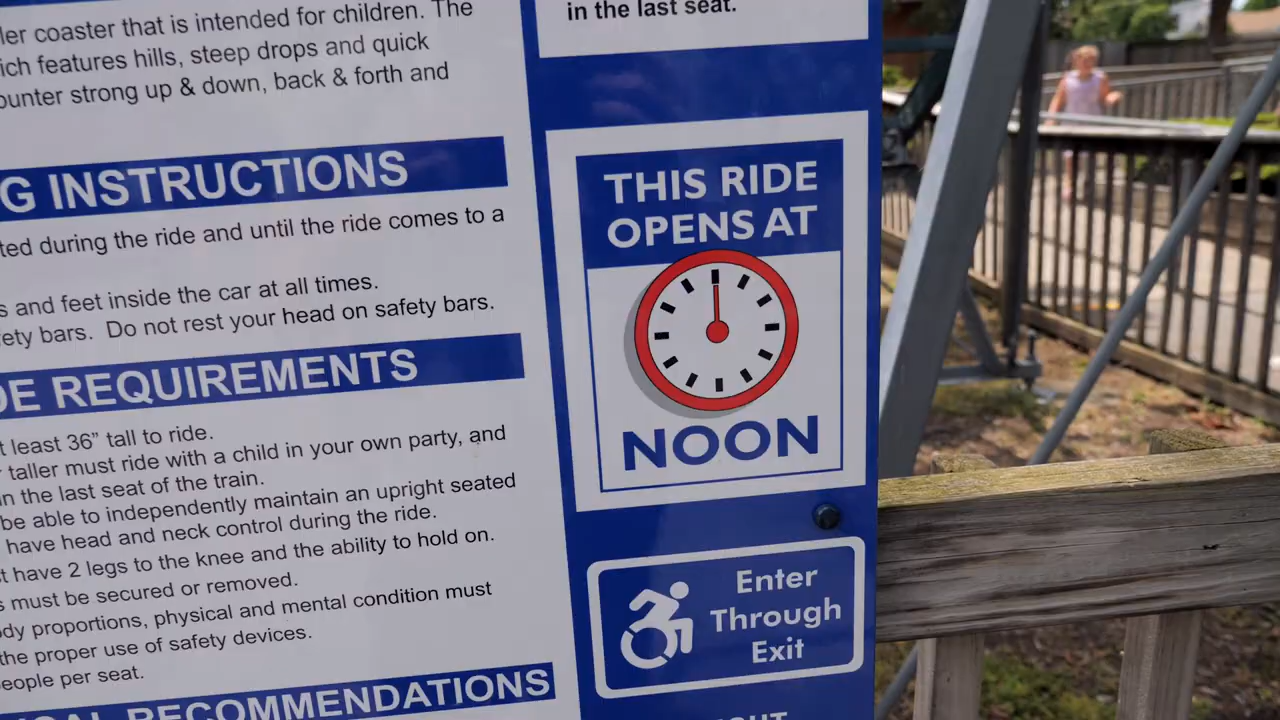 ler coaster that is intended for children. The
ich features hills, steep drops and quick
ounter strong up & down, back & forth and
G INSTRUCTIONS
ted during the ride and until the ride comes to a
s and feet inside the car at all times.
ety bars. Do not rest your head on safety bars.
DE REQUIREMENTS
t least 36” tall to ride.
r taller must ride with a child in your own party, and
in the last seat of the train.
be able to independently maintain an upright seated
have head and neck control during the ride.
t have 2 legs to the knee and the ability to hold on.
s must be secured or removed.
dy proportions, physical and mental condition must
the proper use of safety devices.
eople per seat.
CAL RECOMMENDATIONS
in the last seat.
THIS RIDE
OPENS AT
NOON
Enter
Through
Exit